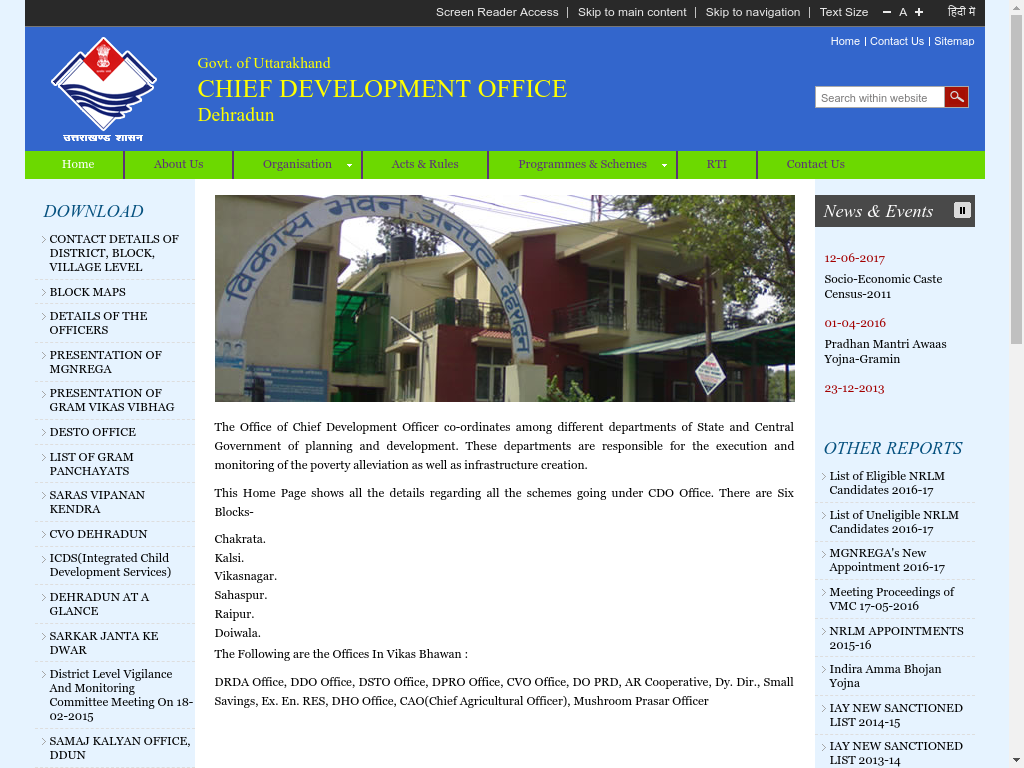 Screen Reader Access | Skip to main content | Skip to navigation | Text Size − A + हिंदी में
Home | Contact Us | Sitemap
उत्तराखण्ड शासन
Govt. of Uttarakhand
CHIEF DEVELOPMENT OFFICE
Dehradun
Search within website
Home About Us Organisation Acts & Rules Programmes & Schemes RTI Contact Us
DOWNLOAD
CONTACT DETAILS OF
DISTRICT, BLOCK,
VILLAGE LEVEL
BLOCK MAPS
DETAILS OF THE
OFFICERS
PRESENTATION OF
MGNREGA
PRESENTATION OF
GRAM VIKAS VIBHAG
DESTO OFFICE
LIST OF GRAM
PANCHAYATS
SARAS VIPANAN
KENDRA
CVO DEHRADUN
ICDS(Integrated Child
Development Services)
DEHRADUN AT A
GLANCE
SARKAR JANTA KE
DWAR
District Level Vigilance
And Monitoring
Committee Meeting On 18-
02-2015
SAMAJ KALYAN OFFICE,
DDUN
विकास भवन, जनपद - देहरादून
The Office of Chief Development Officer co-ordinates among different departments of State and Central
Government of planning and development. These departments are responsible for the execution and
monitoring of the poverty alleviation as well as infrastructure creation.
This Home Page shows all the details regarding all the schemes going under CDO Office. There are Six
Blocks-
Chakrata.
Kalsi.
Vikasnagar.
Sahaspur.
Raipur.
Doiwala.
The Following are the Offices In Vikas Bhawan :
DRDA Office, DDO Office, DSTO Office, DPRO Office, CVO Office, DO PRD, AR Cooperative, Dy. Dir., Small
Savings, Ex. En. RES, DHO Office, CAO(Chief Agricultural Officer), Mushroom Prasar Officer
News & Events
12-06-2017
Socio-Economic Caste
Census-2011
01-04-2016
Pradhan Mantri Awaas
Yojna-Gramin
23-12-2013
OTHER REPORTS
List of Eligible NRLM
Candidates 2016-17
List of Uneligible NRLM
Candidates 2016-17
MGNREGA's New
Appointment 2016-17
Meeting Proceedings of
VMC 17-05-2016
NRLM APPOINTMENTS
2015-16
Indira Amma Bhojan
Yojna
IAY NEW SANCTIONED
LIST 2014-15
IAY NEW SANCTIONED
LIST 2013-14